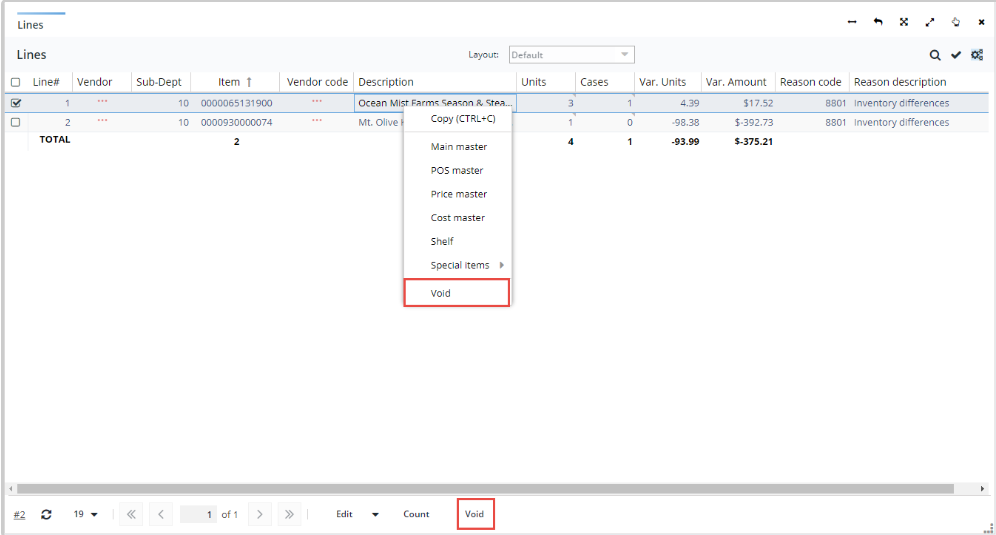 Lines
Lines
Layout: Default
Line# Vendor Sub-Dept Item ↑ Vendor code Description Units Cases Var. Units Var. Amount Reason code Reason description
1 *** 10 0000065131900 *** Ocean Mist Farms Season & Stea... 3 1 4.39 $17.52 8801 Inventory differences
2 *** 10 0000930000074 Mt. Olive 1 0 -98.38 $-392.73 8801 Inventory differences
TOTAL 2 4 1 -93.99 $-375.21
Copy (CTRL+C)
Main master
POS master
Price master
Cost master
Shelf
Special items
Void
#2 19 1 of 1 Edit Count Void